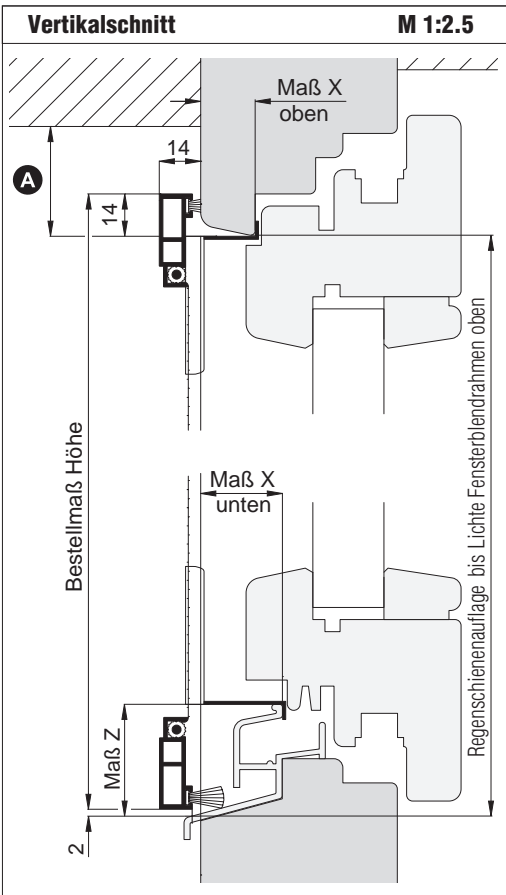 Vertikalschnitt M 1:2.5
Maß X
oben
14
A
14
Bestellmaß Höhe
Maß X
unten
Regenschienenauflage bis Lichte Fensterblendrahmen oben
Maß Z
2